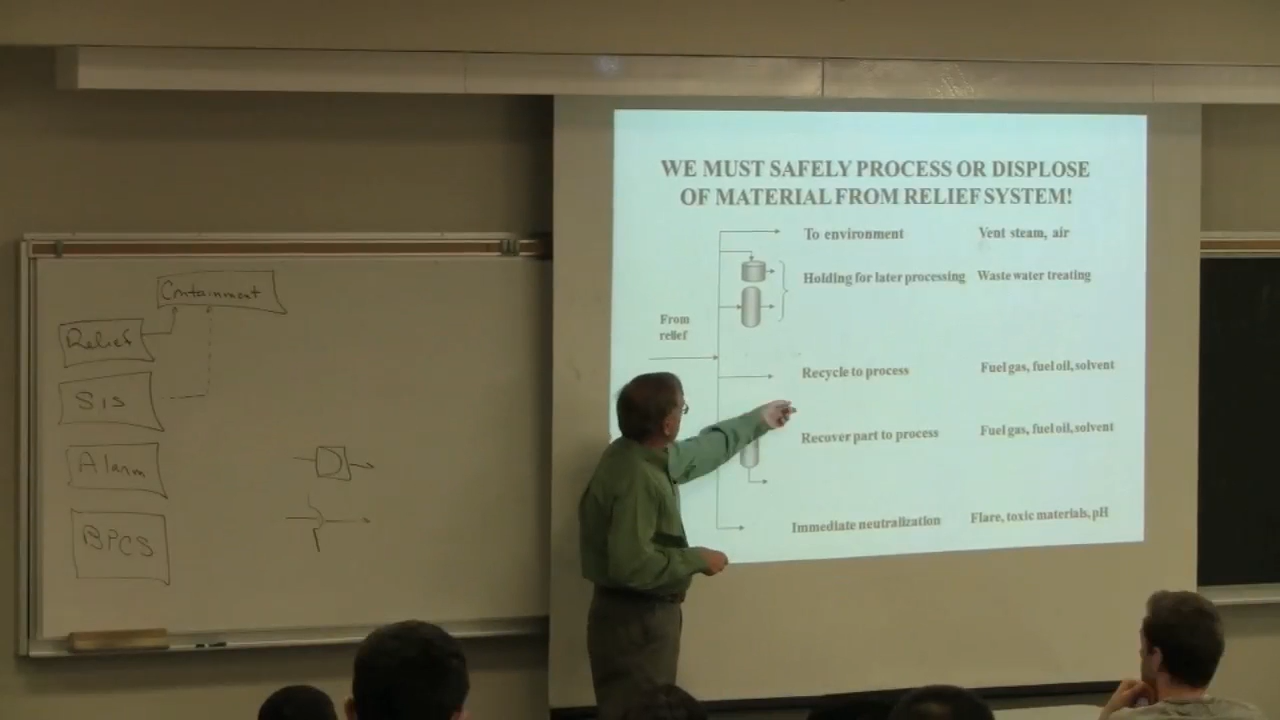 Containment
Relief
SIS
Alarm
BPCS
WE MUST SAFELY PROCESS OR DISPLOSE
OF MATERIAL FROM RELIEF SYSTEM!
To environment Vent steam, air
Holding for later processing Waste water treating
From
relief
Recycle to process Fuel gas, fuel oil, solvent
Recover part to process Fuel gas, fuel oil, solvent
Immediate neutralization Flare, toxic materials, pH